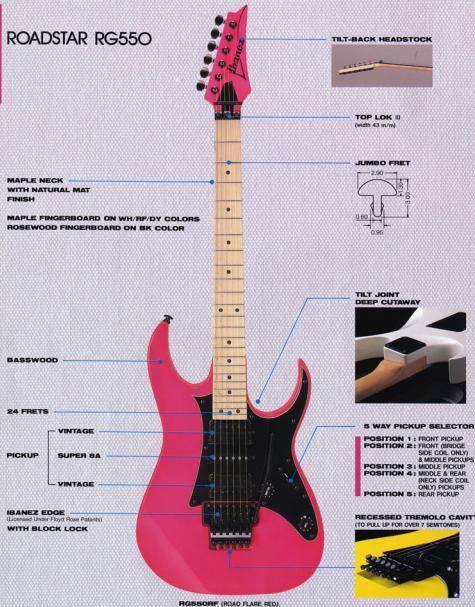 ROADSTAR RG550
Ibanez
TILT-BACK HEADSTOCK
TOP LOK III
(width 43 m/m)
JUMBO FRET
2.90
1.30
3.00
0.60
0.95
MAPLE NECK
WITH NATURAL MAT
FINISH
MAPLE FINGERBOARD ON WH/RF/DY COLORS
ROSEWOOD FINGERBOARD ON BK COLOR
TILT JOINT
DEEP CUTAWAY
BASSWOOD
24 FRETS
PICKUP
VINTAGE
SUPER 8A
VINTAGE
5 WAY PICKUP SELECTOR
POSITION 1 : FRONT PICKUP
POSITION 2 : FRONT (BRIDGE
SIDE COIL ONLY)
& MIDDLE PICKUPS
POSITION 3 : MIDDLE PICKUP
POSITION 4 : MIDDLE & REAR
(NECK SIDE COIL
ONLY) PICKUPS
POSITION 5 : REAR PICKUP
IBANEZ EDGE
(Licensed Under Floyd Rose Patents)
WITH BLOCK LOCK
RECESSED TREMOLO CAVITY
(TO PULL UP FOR OVER 7 SEMITONES)
RG550RF (ROAD FLARE RED)